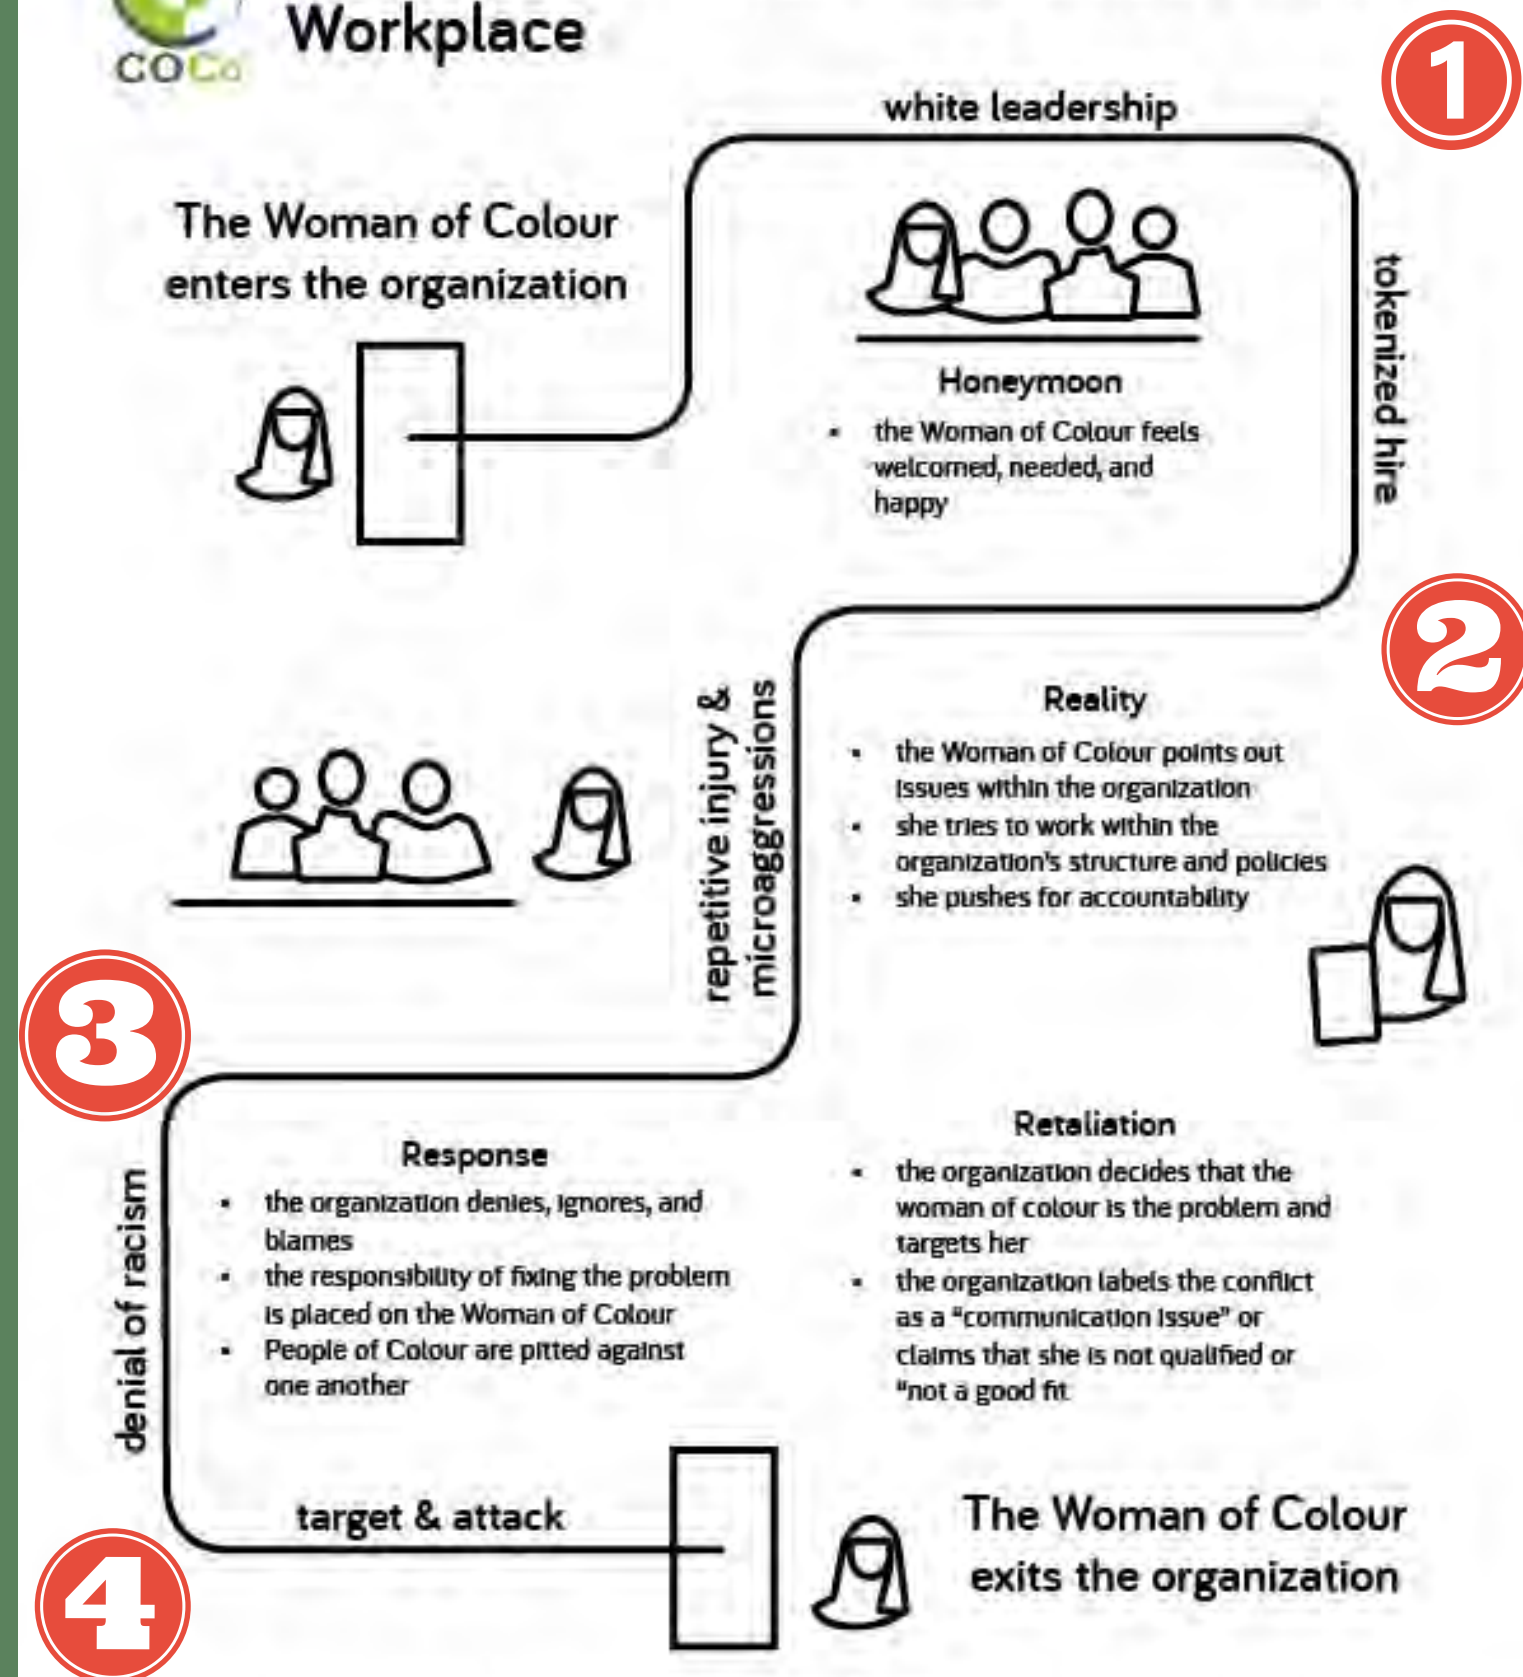 COCo
Workplace
1
white leadership
The Woman of Colour
enters the organization
tokenized hire
Honeymoon
▪ the Woman of Colour feels
welcomed, needed, and
happy
2
repetitive injury &
microaggressions
Reality
▪ the Woman of Colour points out
issues within the organization
▪ she tries to work within the
organization's structure and policies
▪ she pushes for accountability
3
denial of racism
Response
▪ the organization denies, ignores, and
blames
▪ the responsibility of fixing the problem
is placed on the Woman of Colour
▪ People of Colour are pitted against
one another
Retaliation
▪ the organization decides that the
woman of colour is the problem and
targets her
▪ the organization labels the conflict
as a "communication issue" or
claims that she is not qualified or
"not a good fit
target & attack
4
The Woman of Colour
exits the organization